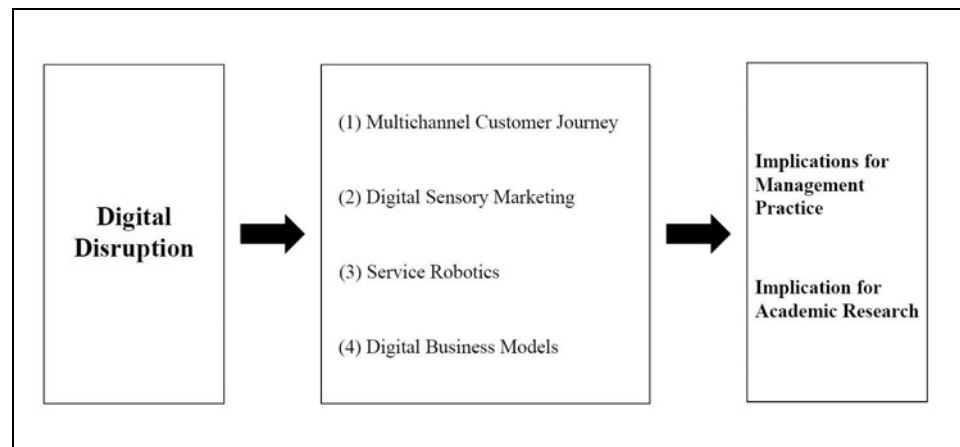 Digital
Disruption
(1) Multichannel Customer Journey
(2) Digital Sensory Marketing
(3) Service Robotics
(4) Digital Business Models
Implications for
Management
Practice
Implication for
Academic Research